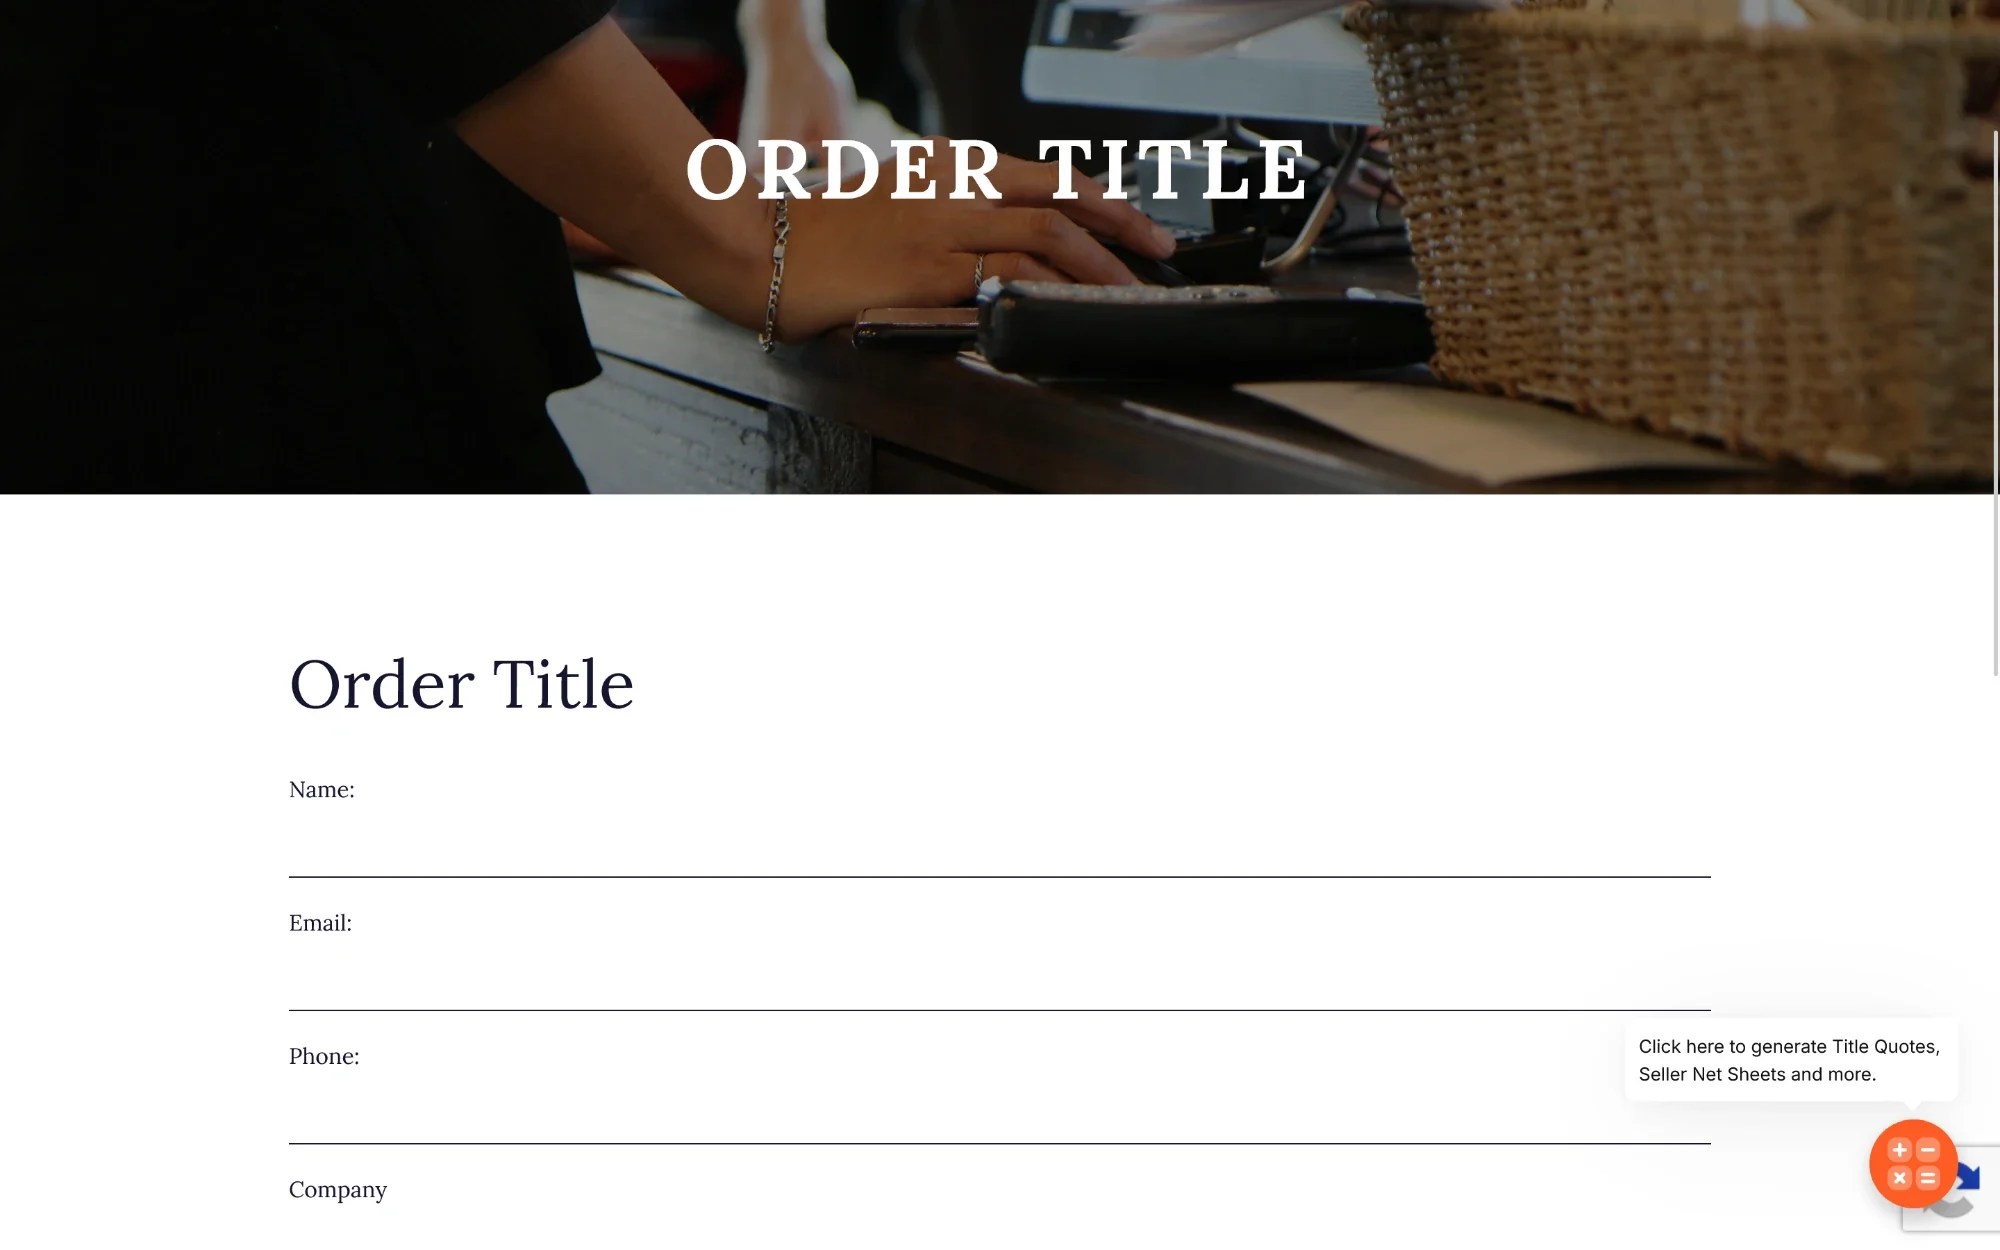 ORDER TITLE
Order Title
Name:
Email:
Phone:
Company
Click here to generate Title Quotes,
Seller Net Sheets and more.